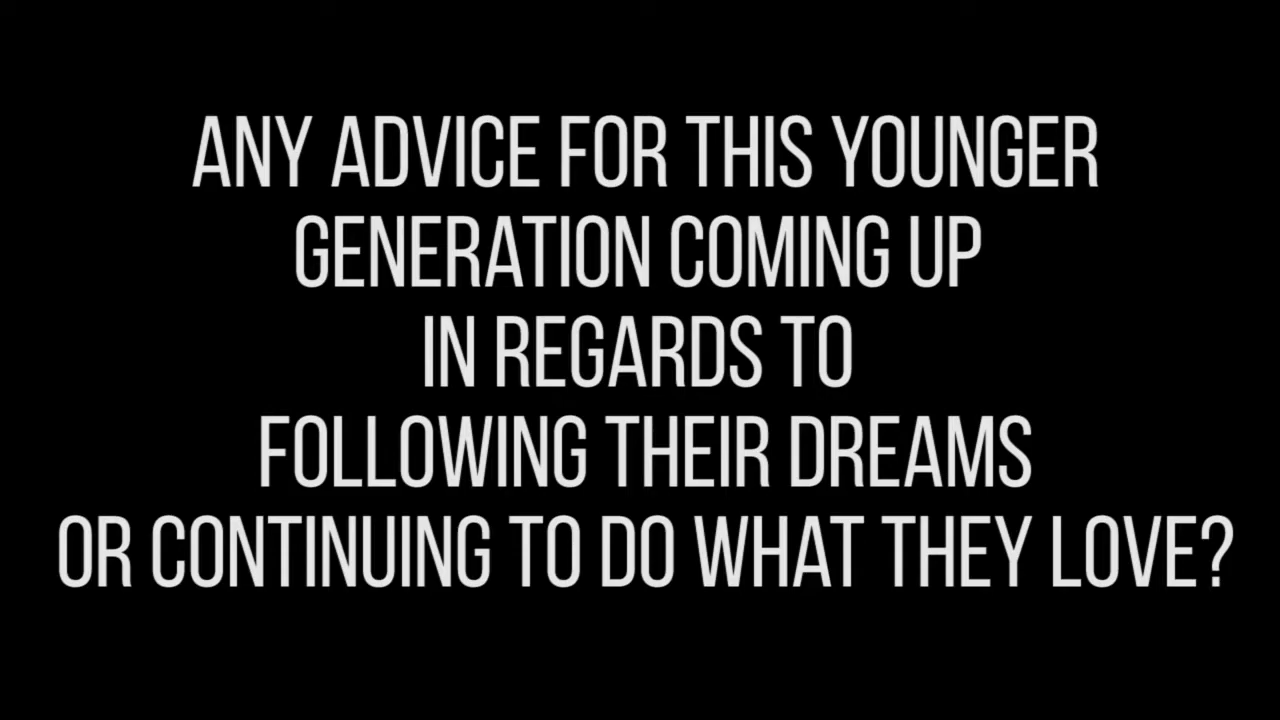 ANY ADVICE FOR THIS YOUNGER
GENERATION COMING UP
IN REGARDS TO
FOLLOWING THEIR DREAMS
OR CONTINUING TO DO WHAT THEY LOVE?